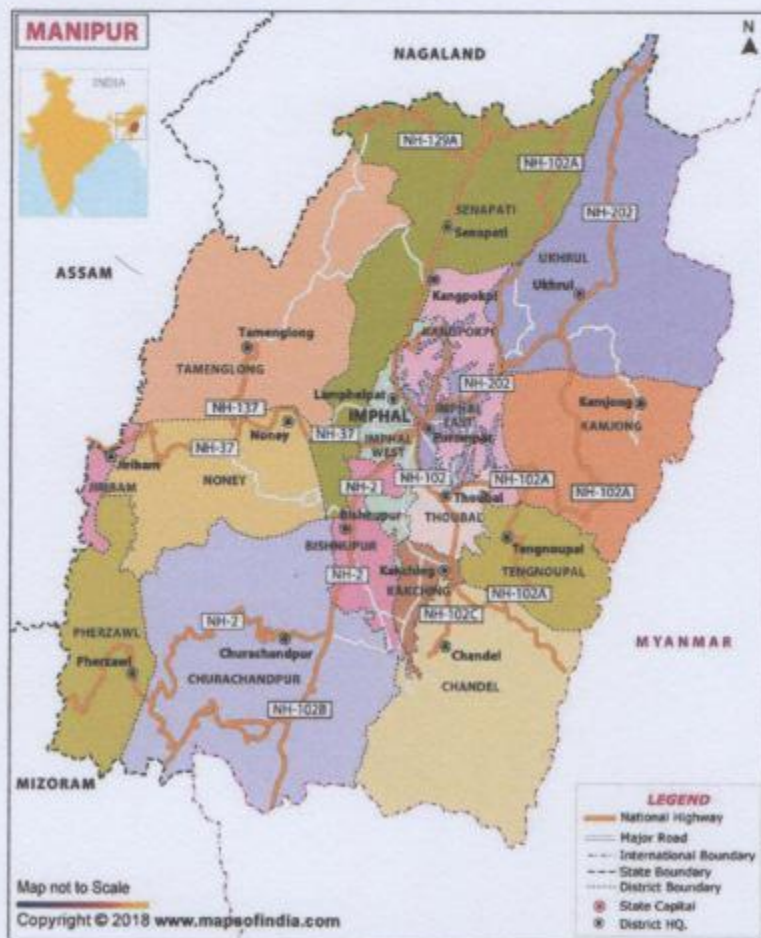 MANIPUR
INDIA
N
NAGALAND
NH-129A
NH-102A
SENAPATI
Senapati
NH-202
ASSAM
UKHRUL
Ukhrul
Kangpokpi
KANGPOKPI
Tamenglong
TAMENGLONG
NH-202
Lamphelpat
IMPHAL
Kamjong
KAMJONG
NH-137
Noney
NH-37
IMPHAL
EAST
Porompat
IMPHAL
WEST
NH-37
Jiribam
JIRIBAM
NONEY
NH-2
NH-102
NH-102A
NH-102A
Thoubal
THOUBAL
Bishnupur
BISHNUPUR
Tengnoupal
TENGNOUPAL
Kakching
KAKCHING
NH-2
NH-102A
NH-102C
NH-2
PHERZAWL
Pherzawl
Churachandpur
CHURACHANDPUR
Chandel
CHANDEL
MYANMAR
NH-102B
MIZORAM
LEGEND
National Highway
Major Road
International Boundary
State Boundary
District Boundary
State Capital
District HQ.
Map not to Scale
Copyright © 2018 www.mapsofindia.com